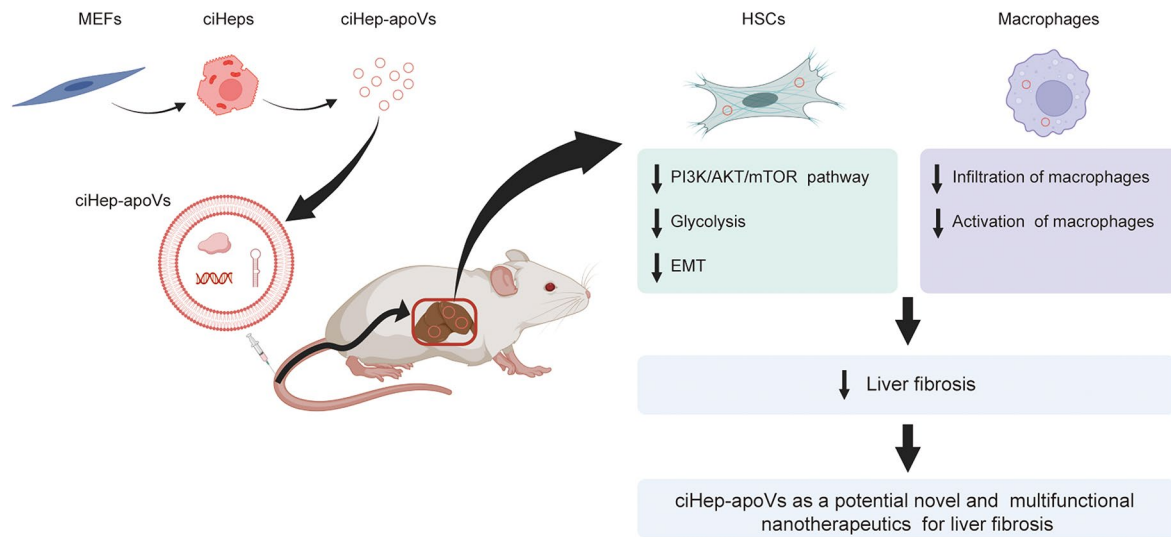 MEFs
ciHeps
ciHep-apoVs
HSCs
Macrophages
ciHep-apoVs
PI3K/AKT/mTOR pathway
Glycolysis
EMT
Infiltration of macrophages
Activation of macrophages
Liver fibrosis
ciHep-apoVs as a potential novel and multifunctional
nanotherapeutics for liver fibrosis